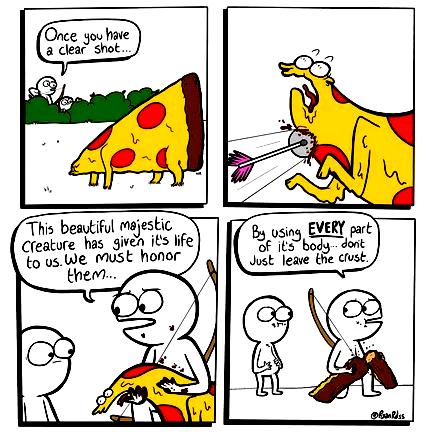 Once you have
a clear shot...
This beautiful majestic
Creature has given it's life
to us. We must honor
them...
By using EVERY part
of it's body... don't
Just leave the crust.